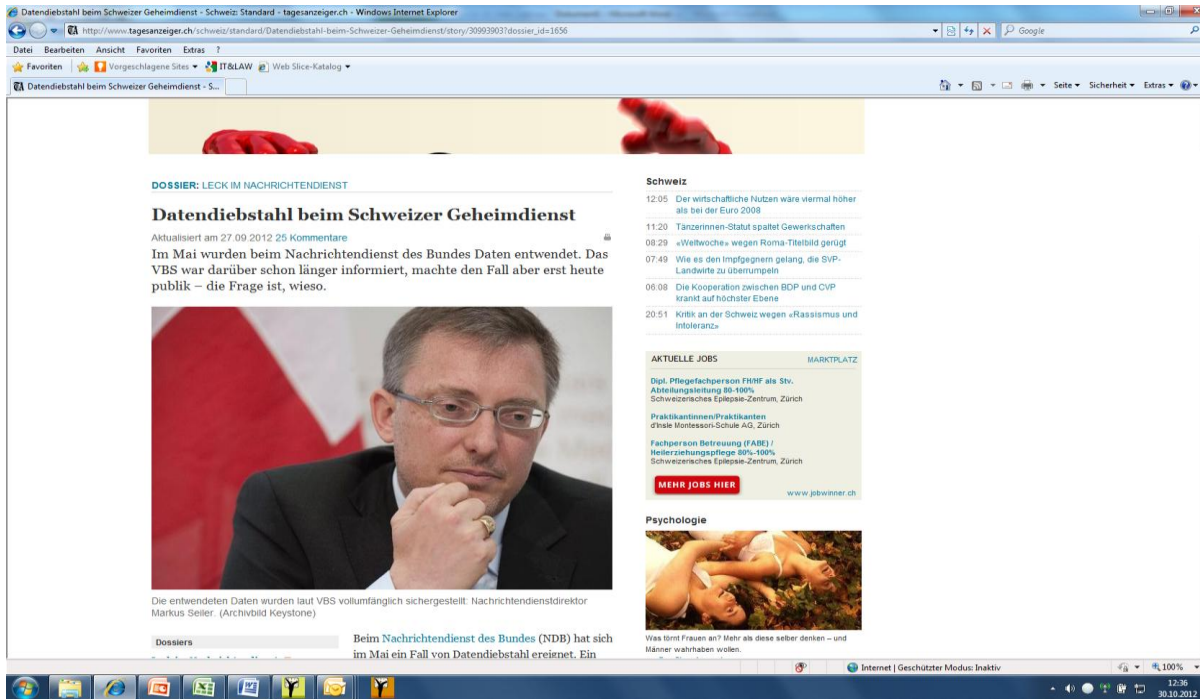 Datendiebstahl beim Schweizer Geheimdienst - Schweiz: Standard - tagesanzeiger.ch - Windows Internet Explorer
http://www.tagesanzeiger.ch/schweiz/standard/Datendiebstahl-beim-Schweizer-Geheimdienst/story/30993903?dossier_id=1656
Google
Datei Bearbeiten Ansicht Favoriten Extras ?
Favoriten Vorgeschlagene Sites IT&LAW Web Slice-Katalog
Datendiebstahl beim Schweizer Geheimdienst - S...
Seite Sicherheit Extras
DOSSIER: LECK IM NACHRICHTENDIENST
Datendiebstahl beim Schweizer Geheimdienst
Aktualisiert am 27.09.2012 25 Kommentare
Im Mai wurden beim Nachrichtendienst des Bundes Daten entwendet. Das
VBS war darüber schon länger informiert, machte den Fall aber erst heute
publik – die Frage ist, wieso.
Die entwendeten Daten wurden laut VBS vollumfänglich sichergestellt: Nachrichtendienstdirektor
Markus Seiler. (Archivbild Keystone)
Dossiers
Beim Nachrichtendienst des Bundes (NDB) hat sich
im Mai ein Fall von Datendiebstahl ereignet. Ein
Schweiz
12:05 Der wirtschaftliche Nutzen wäre viermal höher
als bei der Euro 2008
11:20 Tänzerinnen-Statut spaltet Gewerkschaften
08:29 «Weltwoche» wegen Roma-Titelbild gerügt
07:49 Wie es den Impfgegnern gelang, die SVP-
Landwirte zu überrumpeln
06:08 Die Kooperation zwischen BDP und CVP
krankt auf höchster Ebene
20:51 Kritik an der Schweiz wegen «Rassismus und
Intoleranz»
AKTUELLE JOBS MARKTPLATZ
Dipl. Pflegefachperson FH/HF als Stv.
Abteilungsleitung 80-100%
Schweizerisches Epilepsie-Zentrum, Zürich
Praktikantinnen/Praktikanten
d'Insle Montessori-Schule AG, Zürich
Fachperson Betreuung (FABE) /
Heilerziehungspflege 80%-100%
Schweizerisches Epilepsie-Zentrum, Zürich
MEHR JOBS HIER
www.jobwinner.ch
Psychologie
Was törnt Frauen an? Mehr als diese selber denken – und
Männer wahrhaben wollen.
Internet | Geschützter Modus: Inaktiv
100%
12:36
30.10.2012